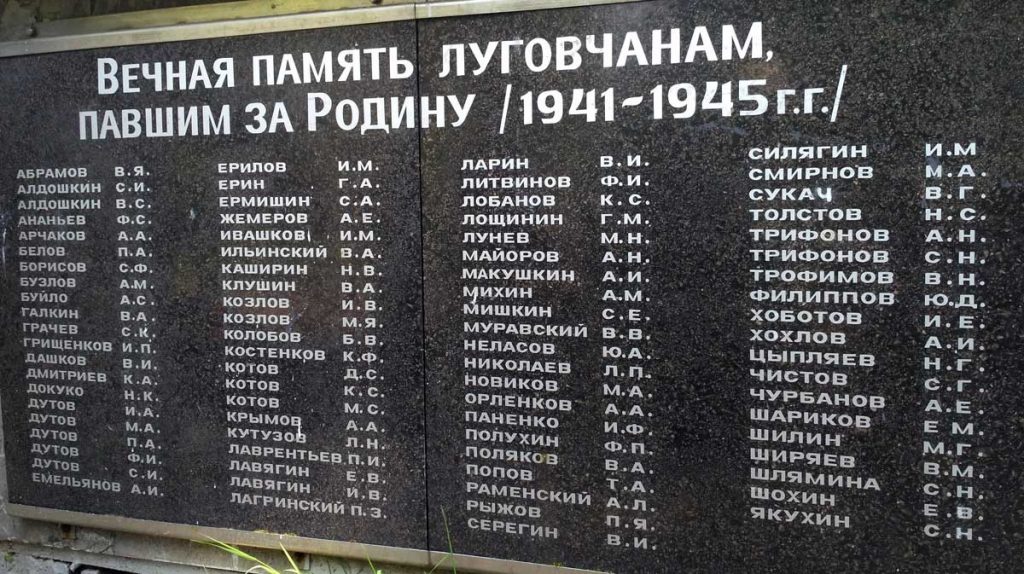 Вечная память луговчанам,
павшим за Родину /1941-1945г.г./
АБРАМОВ В.Я.
АЛДОШКИН С.И.
АЛДОШКИН В.С.
АНАНЬЕВ Ф.С.
АРЧАКОВ А.А.
БЕЛОВ П.А.
БОРИСОВ С.Ф.
БУЗЛОВ А.М.
БУЙЛО А.С.
ГАЛКИН В.А.
ГРАЧЕВ С.К.
ГРИЩЕНКОВ И.П.
ДАШКОВ В.И.
ДМИТРИЕВ К.А.
ДОКУКО Н.К.
ДУТОВ И.А.
ДУТОВ М.А.
ДУТОВ П.А.
ДУТОВ Ф.И.
ДУТОВ С.И.
ЕМЕЛЬЯНОВ А.И.
ЕРИЛОВ И.М.
ЕРИН Г.А.
ЕРМИШИН С.А.
ЖЕМЕРОВ А.Е.
ИВАШКОВ И.М.
ИЛЬИНСКИЙ В.А.
КАШИРИН Н.В.
КЛУШИН В.А.
КОЗЛОВ И.В.
КОЗЛОВ М.Я.
КОЛОБОВ Б.В.
КОСТЕНКОВ К.Ф.
КОТОВ Д.С.
КОТОВ К.С.
КОТОВ М.С.
КРЫМОВ А.А.
КУТУЗОВ Л.Н.
ЛАВРЕНТЬЕВ П.И.
ЛАВЯГИН Е.В.
ЛАВЯГИН И.В.
ЛАГРИНСКИЙ П.З.
ЛАРИН В.И.
ЛИТВИНОВ Ф.И.
ЛОБАНОВ К.С.
ЛОЩИНИН Г.М.
ЛУНЕВ М.Н.
МАЙОРОВ А.Н.
МАКУШКИН А.И.
МИХИН А.М.
МИШКИН С.Е.
МУРАВСКИЙ В.В.
НЕЛАСОВ Ю.А.
НИКОЛАЕВ Л.П.
НОВИКОВ М.А.
ОРЛЕНКОВ А.А.
ПАНЕНКО И.Ф.
ПОЛУХИН Ф.П.
ПОЛЯКОВ В.А.
ПОПОВ Т.А.
РАМЕНСКИЙ А.Л.
РЫЖОВ П.Я.
СЕРЕГИН В.И.
СИЛЯГИН И.М
СМИРНОВ М.А.
СУКАЧ В.Г.
ТОЛСТОВ Н.С.
ТРИФОНОВ А.Н.
ТРИФОНОВ С.Н.
ТРОФИМОВ В.Н.
ФИЛИППОВ Ю.Д.
ХОБОТОВ И.Е.
ХОХЛОВ А.И.
ЦЫПЛЯЕВ Н.Г.
ЧИСТОВ С.Г.
ЧУРБАНОВ А.Е.
ШАРИКОВ Е.М.
ШИЛИН М.Г.
ШИРЯЕВ В.М.
ШЛЯМИНА С.Н.
ШОХИН Е.В.
ЯКУХИН С.Н.